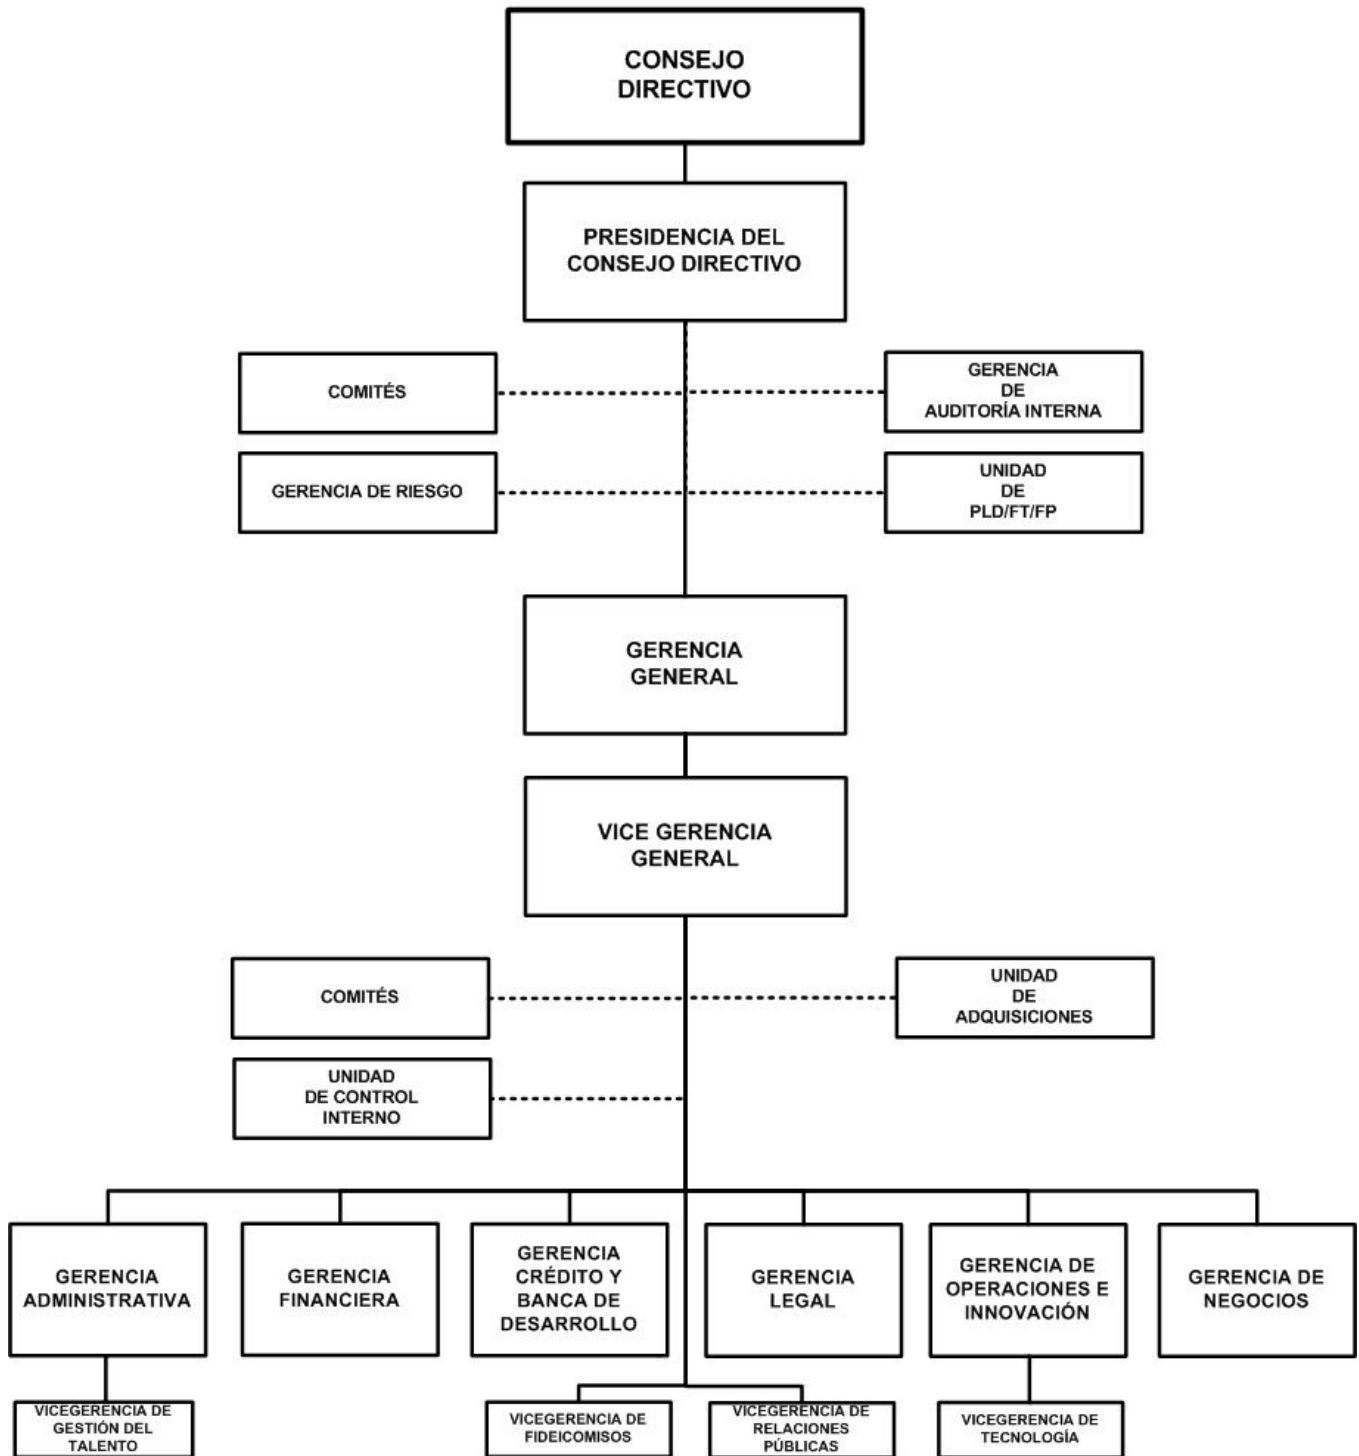 CONSEJO
DIRECTIVO
PRESIDENCIA DEL
CONSEJO DIRECTIVO
COMITÉS
GERENCIA
DE
AUDITORÍA INTERNA
GERENCIA DE RIESGO
UNIDAD
DE
PLD/FT/FP
GERENCIA
GENERAL
VICE GERENCIA
GENERAL
COMITÉS
UNIDAD
DE
ADQUISICIONES
UNIDAD
DE CONTROL
INTERNO
GERENCIA
ADMINISTRATIVA
GERENCIA
FINANCIERA
GERENCIA
CRÉDITO Y
BANCA DE
DESARROLLO
GERENCIA
LEGAL
GERENCIA DE
OPERACIONES E
INNOVACIÓN
GERENCIA DE
NEGOCIOS
VICEGERENCIA DE
GESTIÓN DEL
TALENTO
VICEGERENCIA DE
FIDEICOMISOS
VICEGERENCIA DE
RELACIONES
PÚBLICAS
VICEGERENCIA DE
TECNOLOGÍA